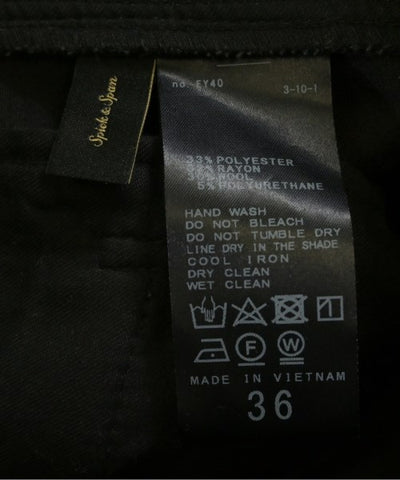 Spick & Span
no. EY40
3-10-1
33% POLYESTER
RAYON
WOOL
5% POLYURETHANE
HAND WASH
DO NOT BLEACH
DO NOT TUMBLE DRY
LINE DRY IN THE SHADE
COOL IRON
DRY CLEAN
WET CLEAN
F W
MADE IN VIETNAM
36